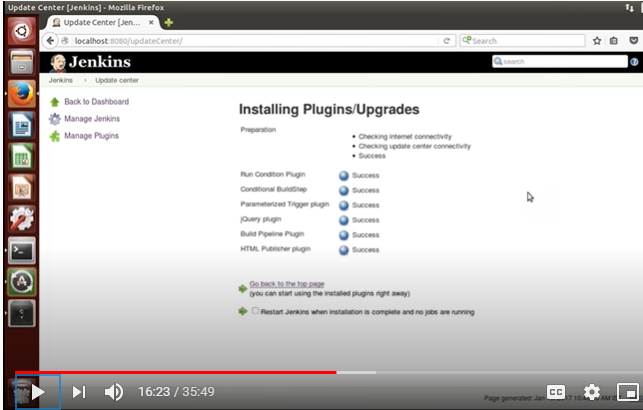 Update Center [Jenkins] - Mozilla Firefox
Update Center [Jen...
localhost:8080/updateCenter/
Search
Jenkins
search
Jenkins
Update center
Back to Dashboard
Manage Jenkins
Manage Plugins
Installing Plugins/Upgrades
Preparation
Checking internet connectivity
Checking update center connectivity
Success
Run Condition Plugin Success
Conditional BuildStep Success
Parameterized Trigger plugin Success
jQuery plugin Success
Build Pipeline Plugin Success
HTML Publisher plugin Success
Go back to the top page
(you can start using the installed plugins right away)
Restart Jenkins when installation is complete and no jobs are running
16:23 / 35:49
CC
Page generated: Jan